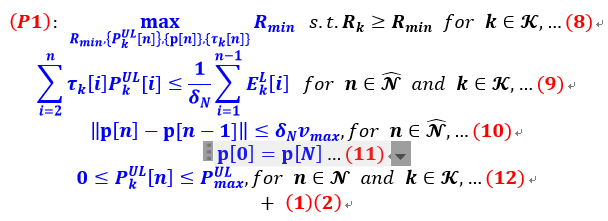 (P1): max R_min s.t. R_k ≥ R_min for k ∈ 𝒦, … (8)
R_min,{P_k^UL[n]},{p[n]},{τ_k[n]}
∑_{i=2}^{n} τ_k[i]P_k^UL[i] ≤ 1/δ_N ∑_{i=1}^{n-1} E_k^L[i] for n ∈ 𝒩̂ and k ∈ 𝒦, … (9)
‖p[n] − p[n − 1]‖ ≤ δ_N v_max, for n ∈ 𝒩̂, … (10)
p[0] = p[N] … (11)
0 ≤ P_k^UL[n] ≤ P_max^UL, for n ∈ 𝒩 and k ∈ 𝒦, … (12)
+ (1)(2)